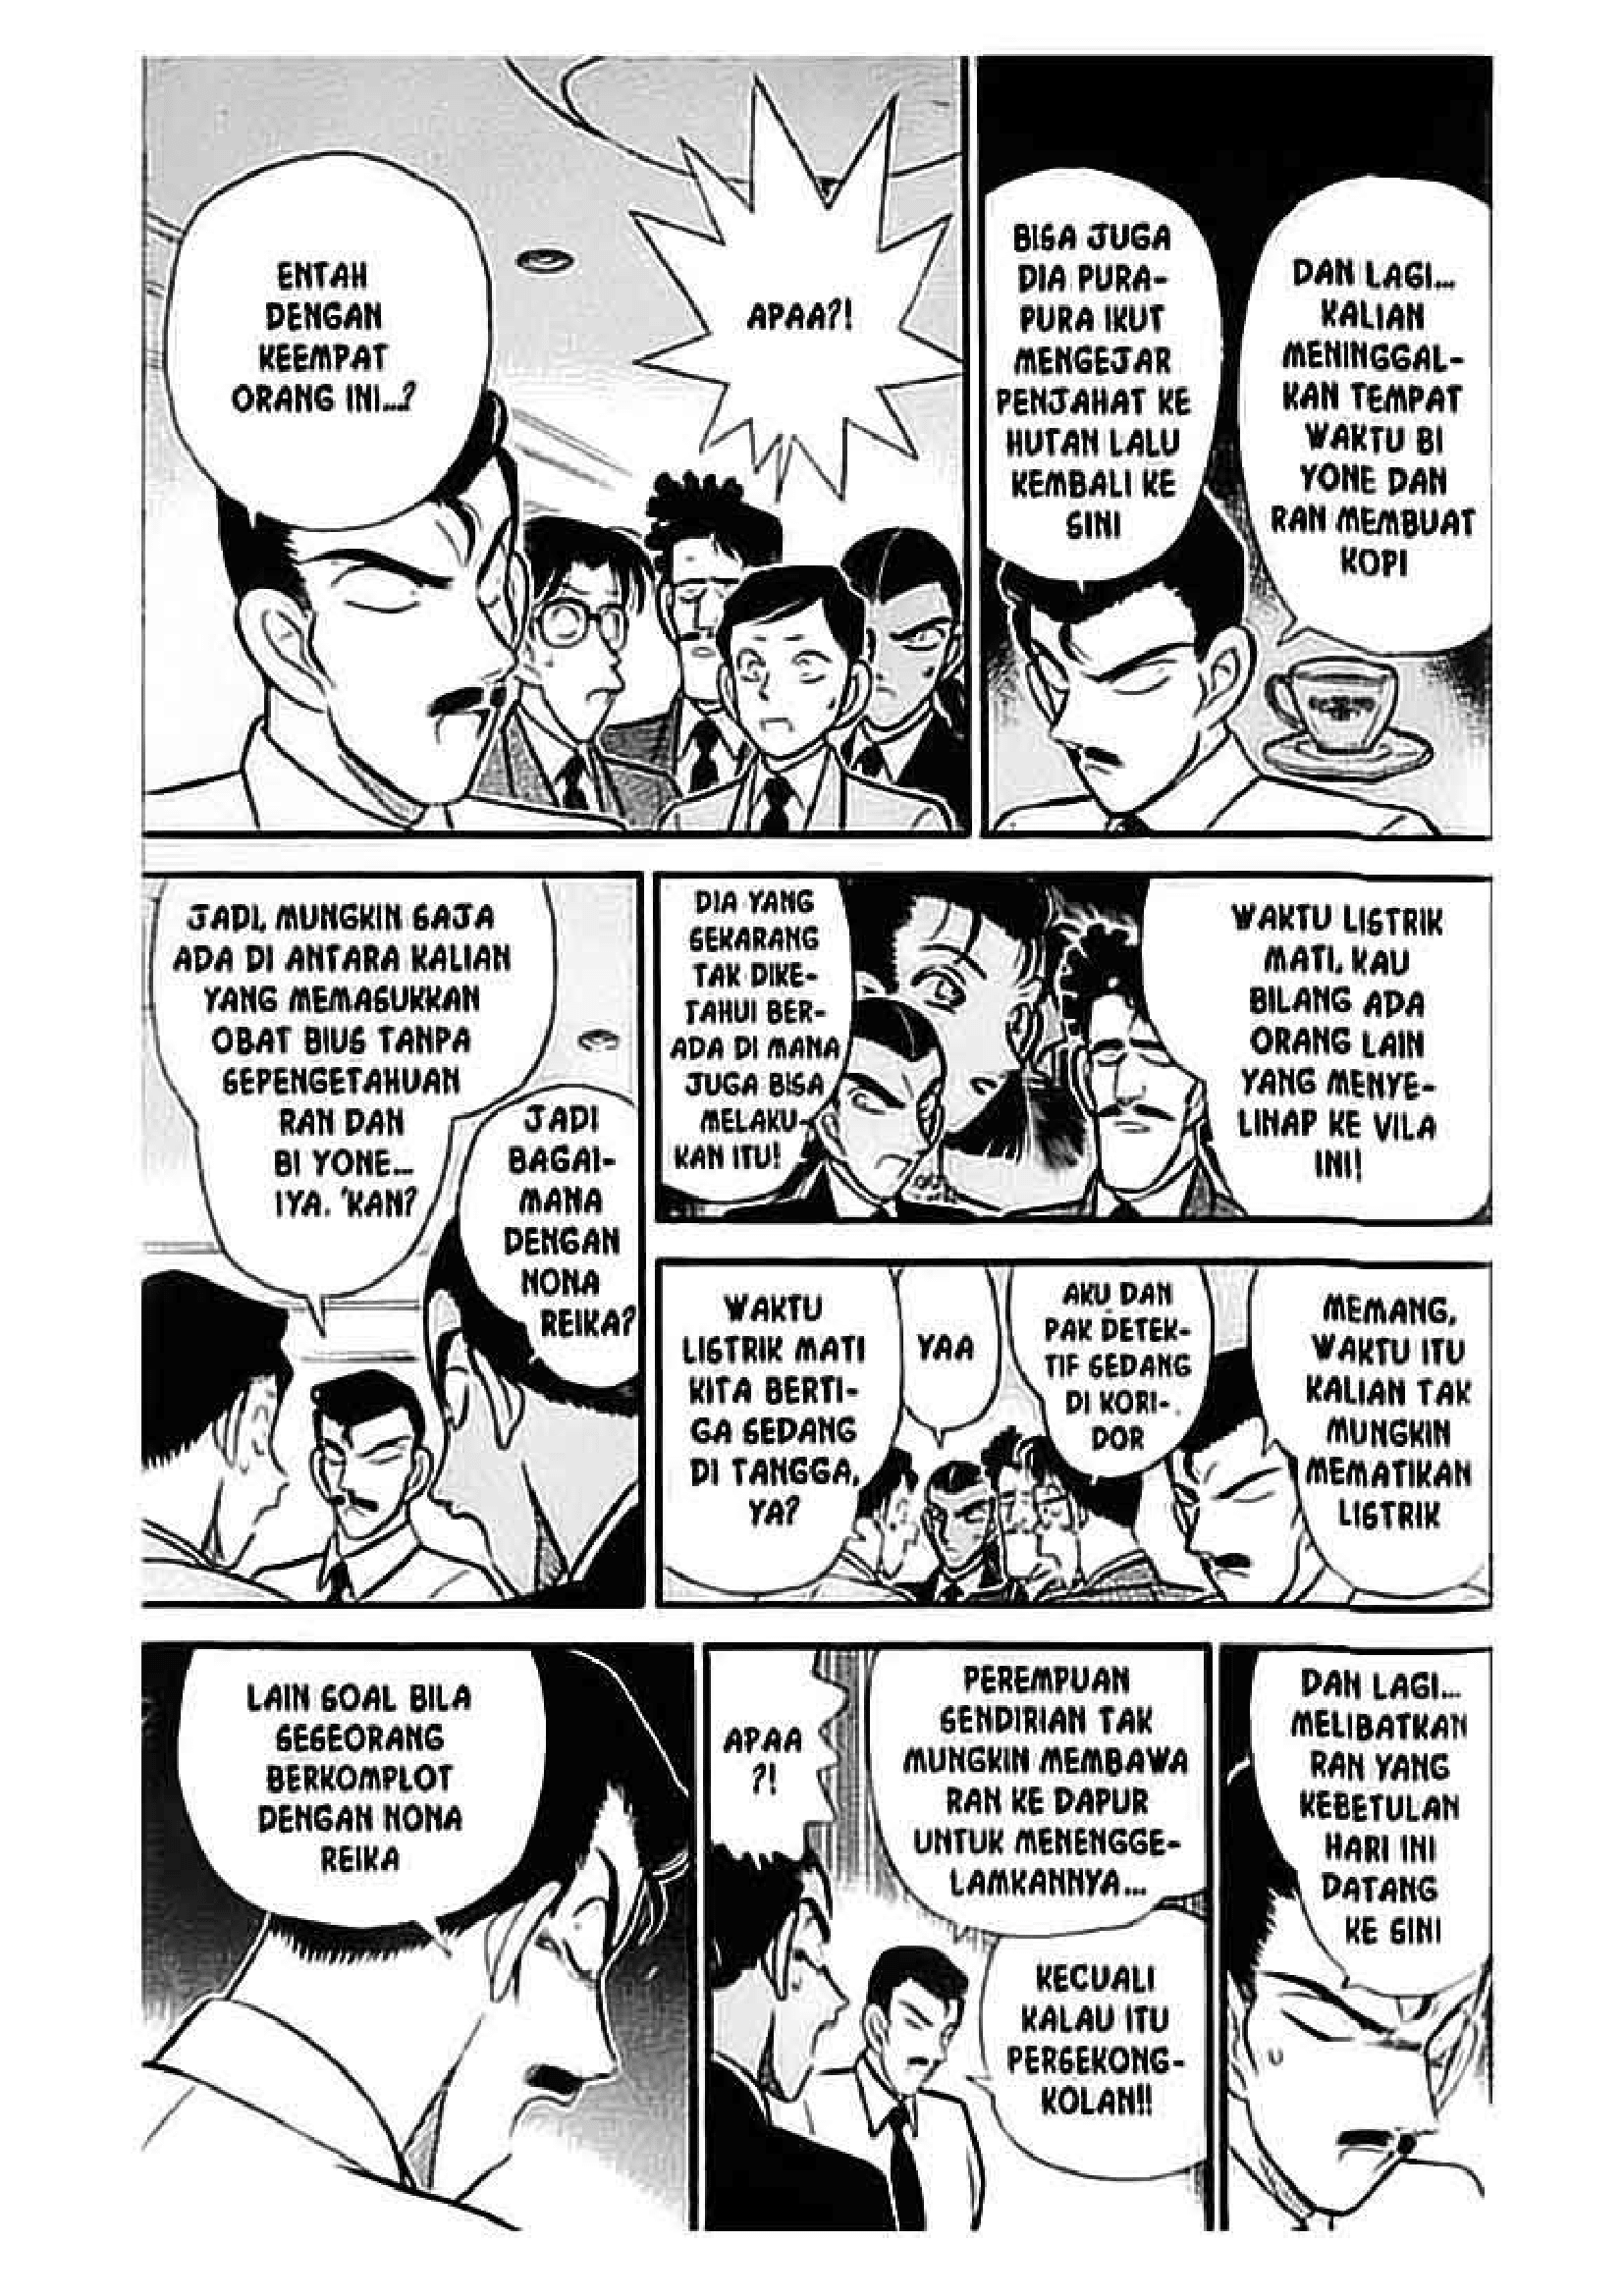 DAN LAGI...
KALIAN
MENINGGAL-
KAN TEMPAT
WAKTU BI
YONE DAN
RAN MEMBUAT
KOPI
BISA JUGA
DIA PURA-
PURA IKUT
MENGEJAR
PENJAHAT KE
HUTAN LALU
KEMBALI KE
SINI
APAA?!
ENTAH
DENGAN
KEEMPAT
ORANG INI...?
WAKTU LISTRIK
MATI, KAU
BILANG ADA
ORANG LAIN
YANG MENYE-
LINAP KE VILA
INI!
DIA YANG
SEKARANG
TAK DIKE-
TAHUI BER-
ADA DI MANA
JUGA BISA
MELAKU-
KAN ITU!
MEMANG,
WAKTU ITU
KALIAN TAK
MUNGKIN
MEMATIKAN
LISTRIK
AKU DAN
PAK DETEK-
TIF SEDANG
DI KORI-
DOR
YAA
WAKTU
LISTRIK MATI
KITA BERTI-
GA SEDANG
DI TANGGA,
YA?
JADI, MUNGKIN SAJA
ADA DI ANTARA KALIAN
YANG MEMASUKKAN
OBAT BIUS TANPA
SEPENGETAHUAN
RAN DAN
BI YONE...
IYA. 'KAN?
JADI
BAGAI-
MANA
DENGAN
NONA
REIKA?
DAN LAGI...
MELIBATKAN
RAN YANG
KEBETULAN
HARI INI
DATANG
KE SINI
PEREMPUAN
SENDIRIAN TAK
MUNGKIN MEMBAWA
RAN KE DAPUR
UNTUK MENENGGE-
LAMKANNYA...
KECUALI
KALAU ITU
PERSEKONG-
KOLAN!!
APAA
?!
LAIN SOAL BILA
SESEORANG
BERKOMPLOT
DENGAN NONA
REIKA